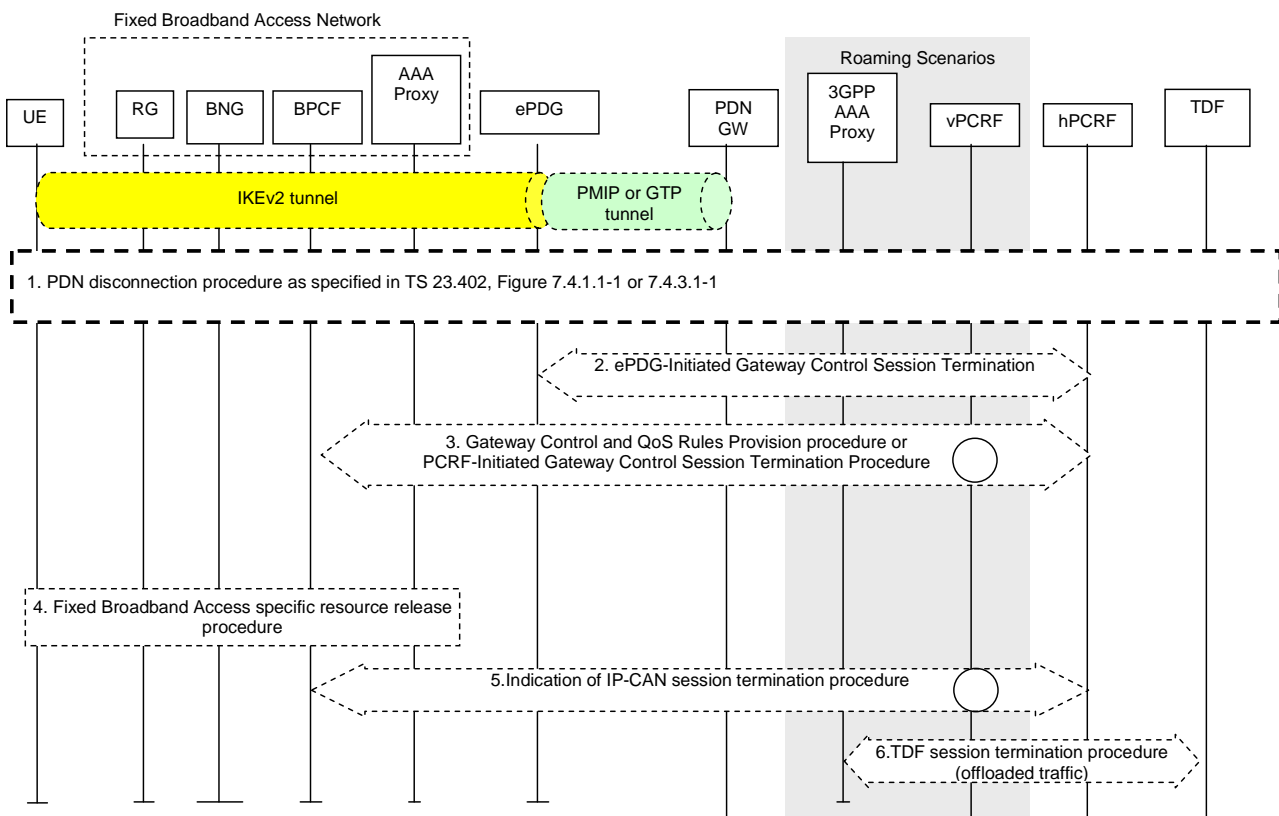 Fixed Broadband Access Network
Roaming Scenarios
UE
RG
BNG
BPCF
AAA
Proxy
ePDG
PDN
GW
3GPP
AAA
Proxy
vPCRF
hPCRF
TDF
IKEv2 tunnel
PMIP or GTP
tunnel
1. PDN disconnection procedure as specified in TS 23.402, Figure 7.4.1.1-1 or 7.4.3.1-1
2. ePDG-Initiated Gateway Control Session Termination
3. Gateway Control and QoS Rules Provision procedure or
PCRF-Initiated Gateway Control Session Termination Procedure
4. Fixed Broadband Access specific resource release
procedure
5.Indication of IP-CAN session termination procedure
6.TDF session termination procedure
(offloaded traffic)